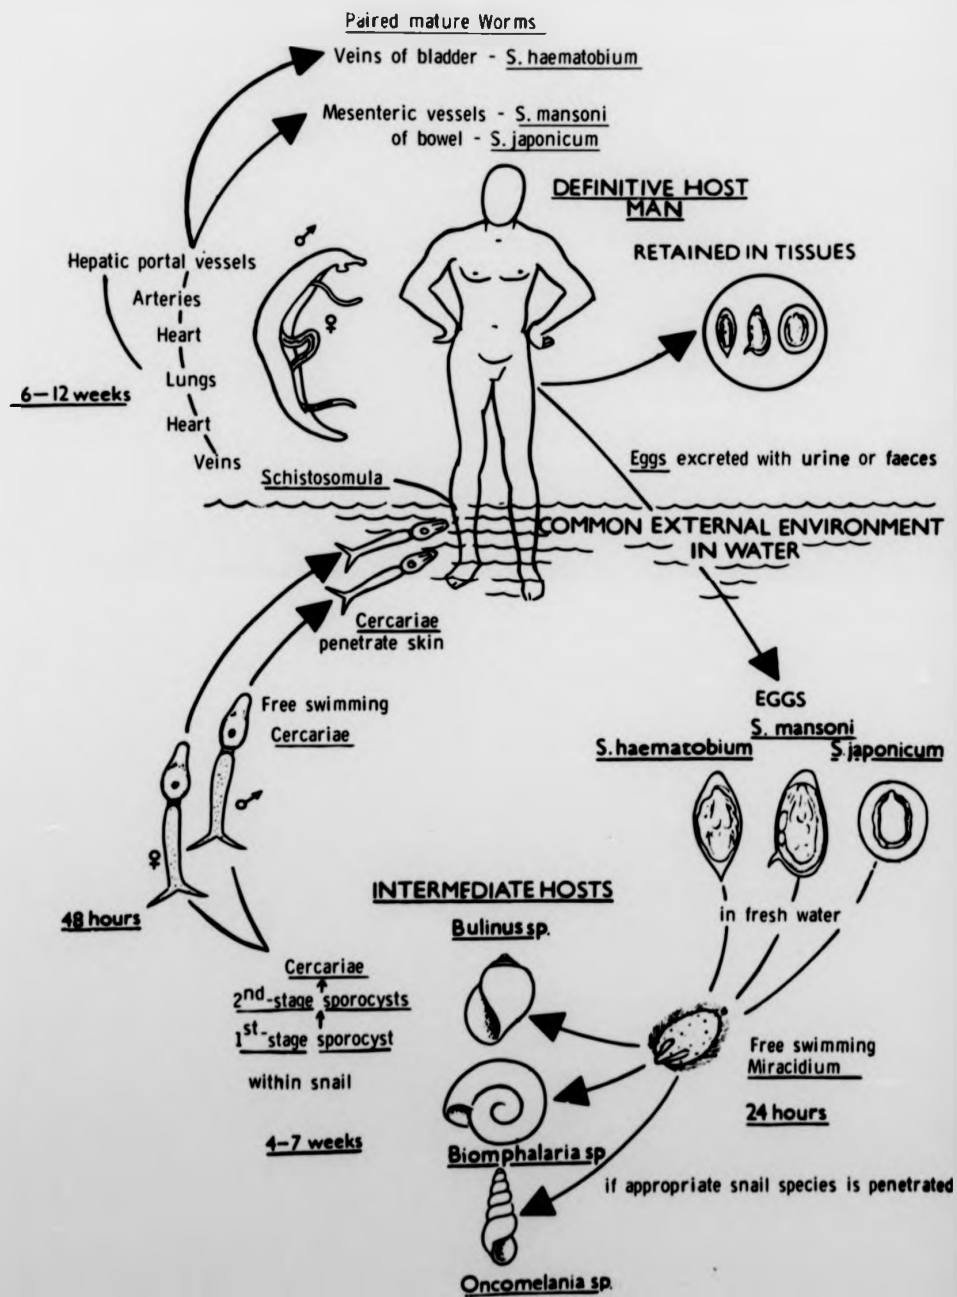 Paired mature Worms
Veins of bladder - S. haematobium
Mesenteric vessels - S. mansoni
of bowel - S. japonicum
DEFINITIVE HOST
MAN
RETAINED IN TISSUES
♂
♀
Hepatic portal vessels
Arteries
Heart
Lungs
Heart
Veins
6-12 weeks
Schistosomula
Eggs excreted with urine or faeces
COMMON EXTERNAL ENVIRONMENT
IN WATER
Cercariae
penetrate skin
Free swimming
Cercariae
♂
♀
48 hours
EGGS
S. haematobium
S. mansoni
S. japonicum
in fresh water
Free swimming
Miracidium
24 hours
if appropriate snail species is penetrated
INTERMEDIATE HOSTS
Bulinus sp.
Biomphalaria sp
Oncomelania sp.
Cercariae
2nd-stage sporocysts
1st-stage sporocyst
within snail
4-7 weeks